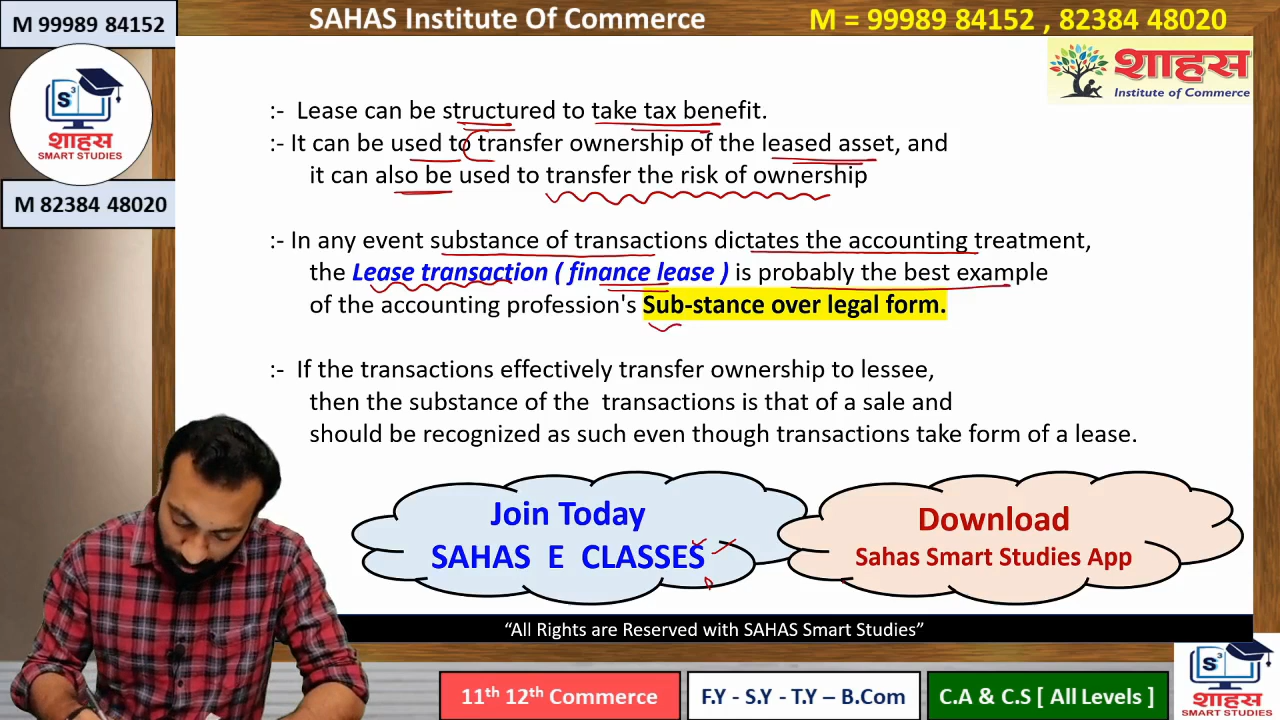 M 99989 84152
SAHAS Institute Of Commerce
M = 99989 84152 , 82384 48020
शाहस
Institute of Commerce
S³
शाहस
SMART STUDIES
M 82384 48020
:- Lease can be structured to take tax benefit.
:- It can be used to transfer ownership of the leased asset, and
it can also be used to transfer the risk of ownership
:- In any event substance of transactions dictates the accounting treatment,
the Lease transaction ( finance lease ) is probably the best example
of the accounting profession's Sub-stance over legal form.
:- If the transactions effectively transfer ownership to lessee,
then the substance of the transactions is that of a sale and
should be recognized as such even though transactions take form of a lease.
Join Today
SAHAS E CLASSES
Download
Sahas Smart Studies App
“All Rights are Reserved with SAHAS Smart Studies”
11th 12th Commerce
F.Y - S.Y - T.Y – B.Com
C.A & C.S [ All Levels ]
S³
शाहस
SMART STUDIES